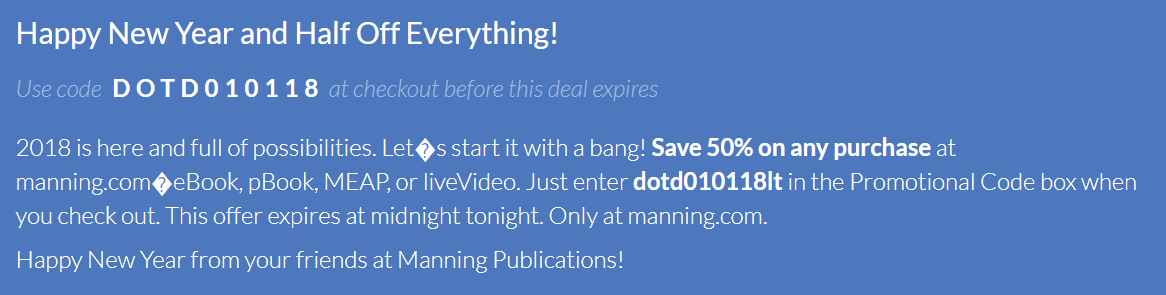 Happy New Year and Half Off Everything!
Use code DOTD010118 at checkout before this deal expires
2018 is here and full of possibilities. Let�s start it with a bang! Save 50% on any purchase at
manning.com�eBook, pBook, MEAP, or liveVideo. Just enter dotd010118lt in the Promotional Code box when
you check out. This offer expires at midnight tonight. Only at manning.com.
Happy New Year from your friends at Manning Publications!